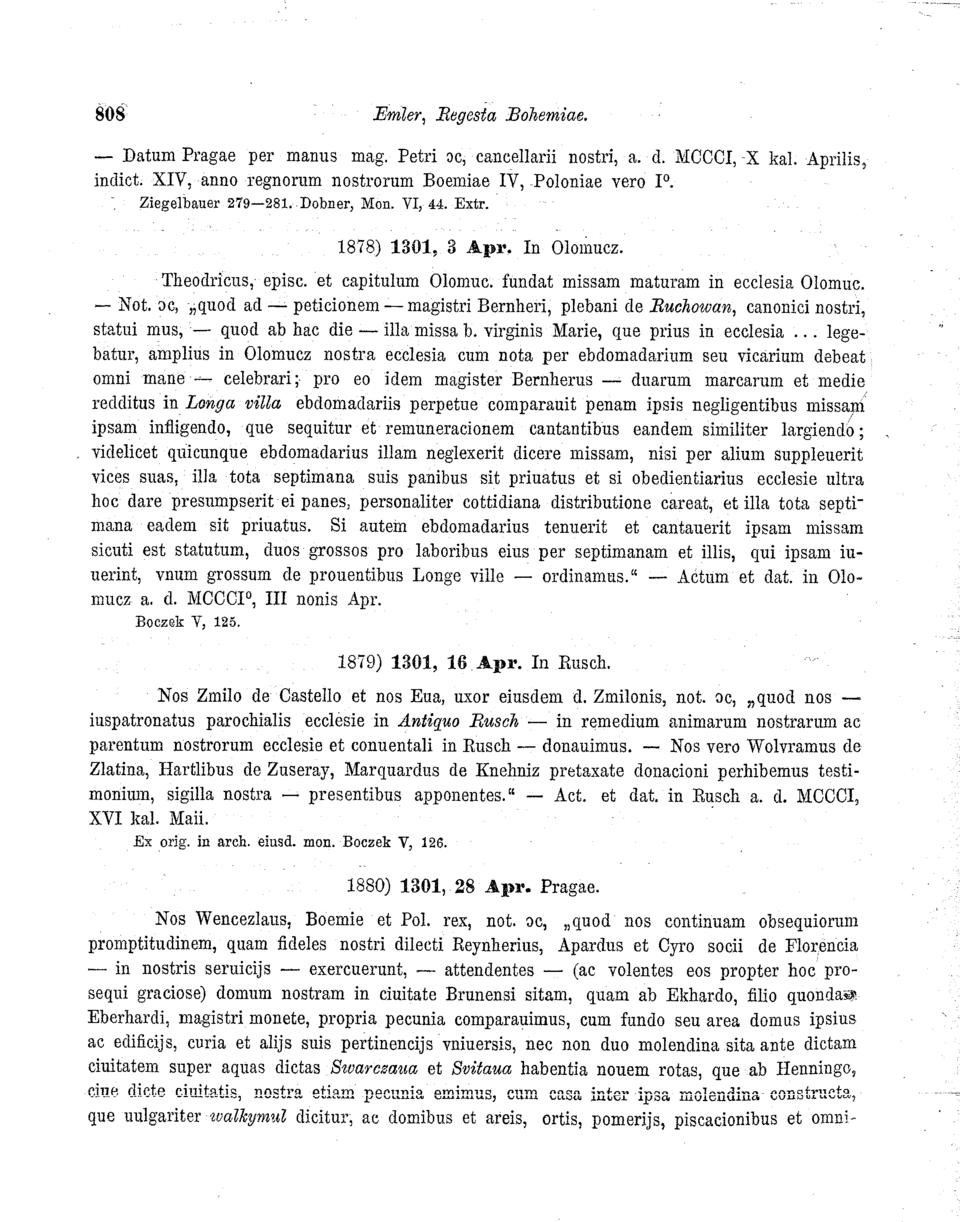 808 Emler, Regesta Bohemiae.
— Datum Pragae per manus mag. Petri ɔc, cancellarii nostri, a. d. MCCCI, X kal. Aprilis,
indict. XIV, anno regnorum nostrorum Boemiae IV, Poloniae vero I⁰.
Ziegelbauer 279—281. Dobner, Mon. VI, 44. Extr.
1878) 1301, 3 Apr. In Olomucz.
Theodricus, episc. et capitulum Olomuc. fundat missam maturam in ecclesia Olomuc.
— Not. ɔc, „quod ad — peticionem — magistri Bernheri, plebani de Ruchowan, canonici nostri,
statui mus, — quod ab hac die — illa missa b. virginis Marie, que prius in ecclesia ... lege-
batur, amplius in Olomucz nostra ecclesia cum nota per ebdomadarium seu vicarium debeat
omni mane — celebrari; pro eo idem magister Bernherus — duarum marcarum et medie
redditus in Longa villa ebdomadariis perpetue comparauit penam ipsis negligentibus missam
ipsam infligendo, que sequitur et remuneracionem cantantibus eandem similiter largiendo;
videlicet quicunque ebdomadarius illam neglexerit dicere missam, nisi per alium suppleuerit
vices suas, illa tota septimana suis panibus sit priuatus et si obedientiarius ecclesie ultra
hoc dare presumpserit ei panes, personaliter cottidiana distributione careat, et illa tota septi-
mana eadem sit priuatus. Si autem ebdomadarius tenuerit et cantauerit ipsam missam
sicuti est statutum, duos grossos pro laboribus eius per septimanam et illis, qui ipsam iu-
uerint, vnum grossum de prouentibus Longe ville — ordinamus.“ — Actum et dat. in Olo-
mucz a. d. MCCCI⁰, III nonis Apr.
Boczek V, 125.
1879) 1301, 16 Apr. In Rusch.
Nos Zmilo de Castello et nos Eua, uxor eiusdem d. Zmilonis, not. ɔc, „quod nos —
iuspatronatus parochialis ecclesie in Antiquo Rusch — in remedium animarum nostrarum ac
parentum nostrorum ecclesie et conuentali in Rusch — donauimus. — Nos vero Wolvramus de
Zlatina, Hartlibus de Zuseray, Marquardus de Knehniz pretaxate donacioni perhibemus testi-
monium, sigilla nostra — presentibus apponentes.“ — Act. et dat. in Rusch a. d. MCCCI,
XVI kal. Maii.
Ex orig. in arch. eiusd. mon. Boczek V, 126.
1880) 1301, 28 Apr. Pragae.
Nos Wencezlaus, Boemie et Pol. rex, not. ɔc, „quod nos continuam obsequiorum
promptitudinem, quam fideles nostri dilecti Reynherius, Apardus et Cyro socii de Florencia
— in nostris seruicijs — exercuerunt, — attendentes — (ac volentes eos propter hoc pro-
sequi graciose) domum nostram in ciuitate Brunensi sitam, quam ab Ekhardo, filio quondam
Eberhardi, magistri monete, propria pecunia comparauimus, cum fundo seu area domus ipsius
ac edificijs, curia et alijs suis pertinencijs vniuersis, nec non duo molendina sita ante dictam
ciuitatem super aquas dictas Swarczaua et Svitaua habentia nouem rotas, que ab Henningo,
ciue dicte ciuitatis, nostra etiam pecunia emimus, cum casa inter ipsa molendina constructa,
que uulgariter walkymul dicitur, ac domibus et areis, ortis, pomerijs, piscacionibus et omni-